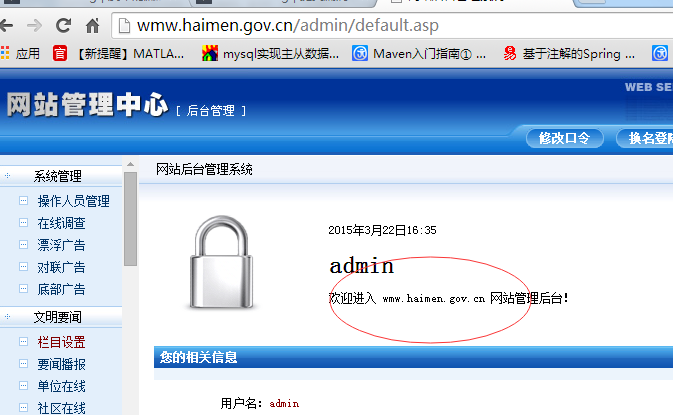 wmw.haimen.gov.cn/admin/default.asp
应用 【新提醒】MATLA... mysql实现主从数据... Maven入门指南① ... 基于注解的Spring
网站管理中心 [ 后台管理 ]
WEB SE
修改口令 换名登
系统管理
操作人员管理
在线调查
漂浮广告
对联广告
底部广告
文明要闻
栏目设置
要闻播报
单位在线
社区在线
网站后台管理系统
2015年3月22日16:35
admin
欢迎进入 wmw.haimen.gov.cn 网站管理后台!
您的相关信息
用户名: admin